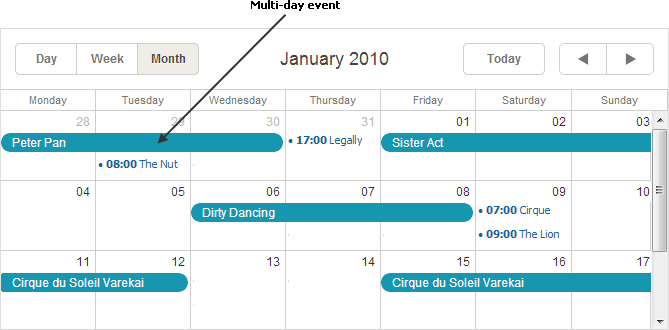 Multi-day event
Day Week Month January 2010 Today
Monday Tuesday Wednesday Thursday Friday Saturday Sunday
28 29 30 31 01 02 03
Peter Pan • 17:00 Legally Sister Act
• 08:00 The Nut
04 05 06 07 08 09 10
Dirty Dancing • 07:00 Cirque
• 09:00 The Lion
11 12 13 14 15 16 17
Cirque du Soleil Varekai Cirque du Soleil Varekai